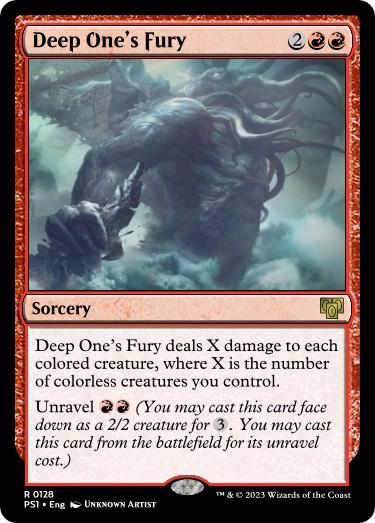 Deep One's Fury 2
Sorcery
Deep One's Fury deals X damage to each
colored creature, where X is the number
of colorless creatures you control.
Unravel (You may cast this card face
down as a 2/2 creature for 3. You may cast
this card from the battlefield for its unravel
cost.)
R 0128
PS1 • Eng Unknown Artist
™ & © 2023 Wizards of the Coast